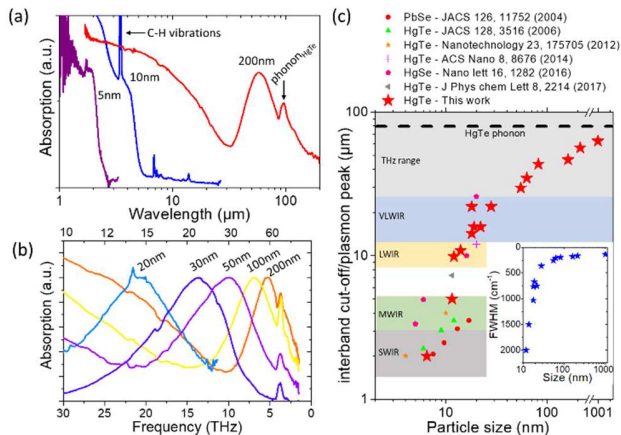 (a)
C-H vibrations
200nm
phonon HgTe
10nm
5nm
Absorption (a.u.)
1
10
100
Wavelength (μm)
(b)
10 12 15 20 30 60
20nm
30nm
50nm
100nm
200nm
Absorption (a.u.)
30 25 20 15 10 5
Frequency (THz)
(c)
PbSe - JACS 126, 11752 (2004)
HgTe - JACS 128, 3516 (2006)
HgTe - Nanotechnology 23, 175705 (2012)
HgTe - ACS Nano 8, 8676 (2014)
HgSe - Nano lett 16, 1282 (2016)
HgTe - J Phys chem Lett 8, 2214 (2017)
HgTe - This work
100
HgTe phonon
THz range
VLWIR
10
LWIR
MWIR
SWIR
1
interband cut-off/plasmon peak (μm)
10 100 1001
Particle size (nm)
0
500
1000
1500
2000
FWHM (cm⁻¹)
10 100 1000
Size (nm)